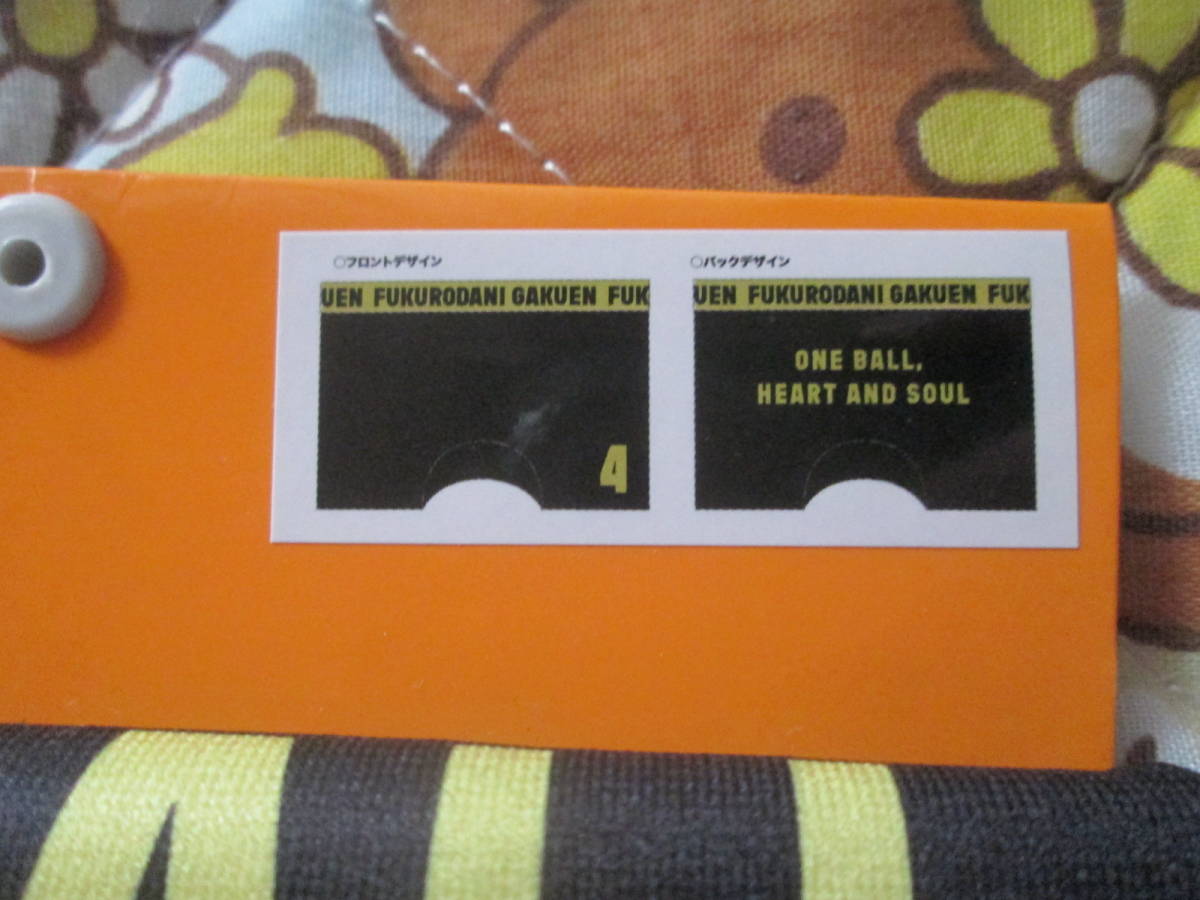 ○フロントデザイン
UEN FUKURODANI GAKUEN FUK
4
○バックデザイン
UEN FUKURODANI GAKUEN FUK
ONE BALL,
HEART AND SOUL